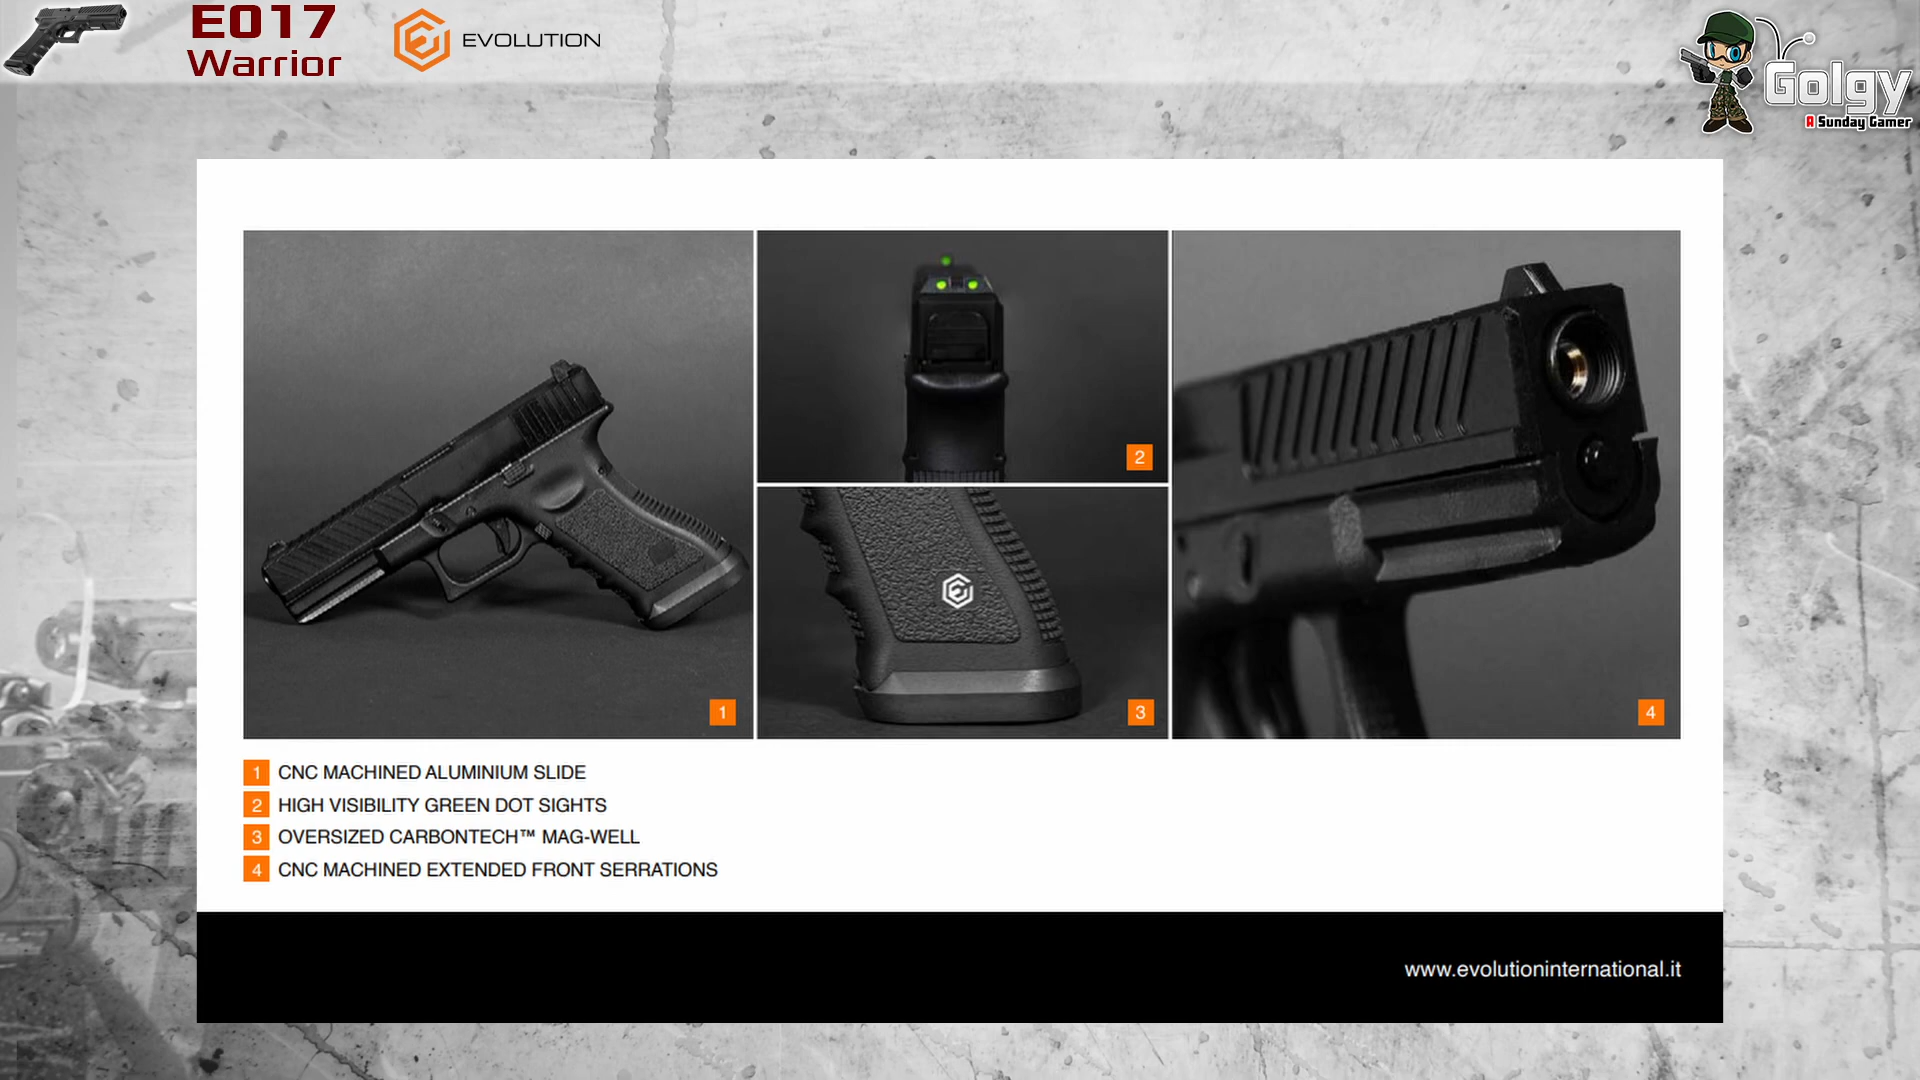 E017
Warrior
EVOLUTION
Golgy
A Sunday Gamer
2
1
3
4
1 CNC MACHINED ALUMINIUM SLIDE
2 HIGH VISIBILITY GREEN DOT SIGHTS
3 OVERSIZED CARBONTECH™ MAG-WELL
4 CNC MACHINED EXTENDED FRONT SERRATIONS
www.evolutioninternational.it